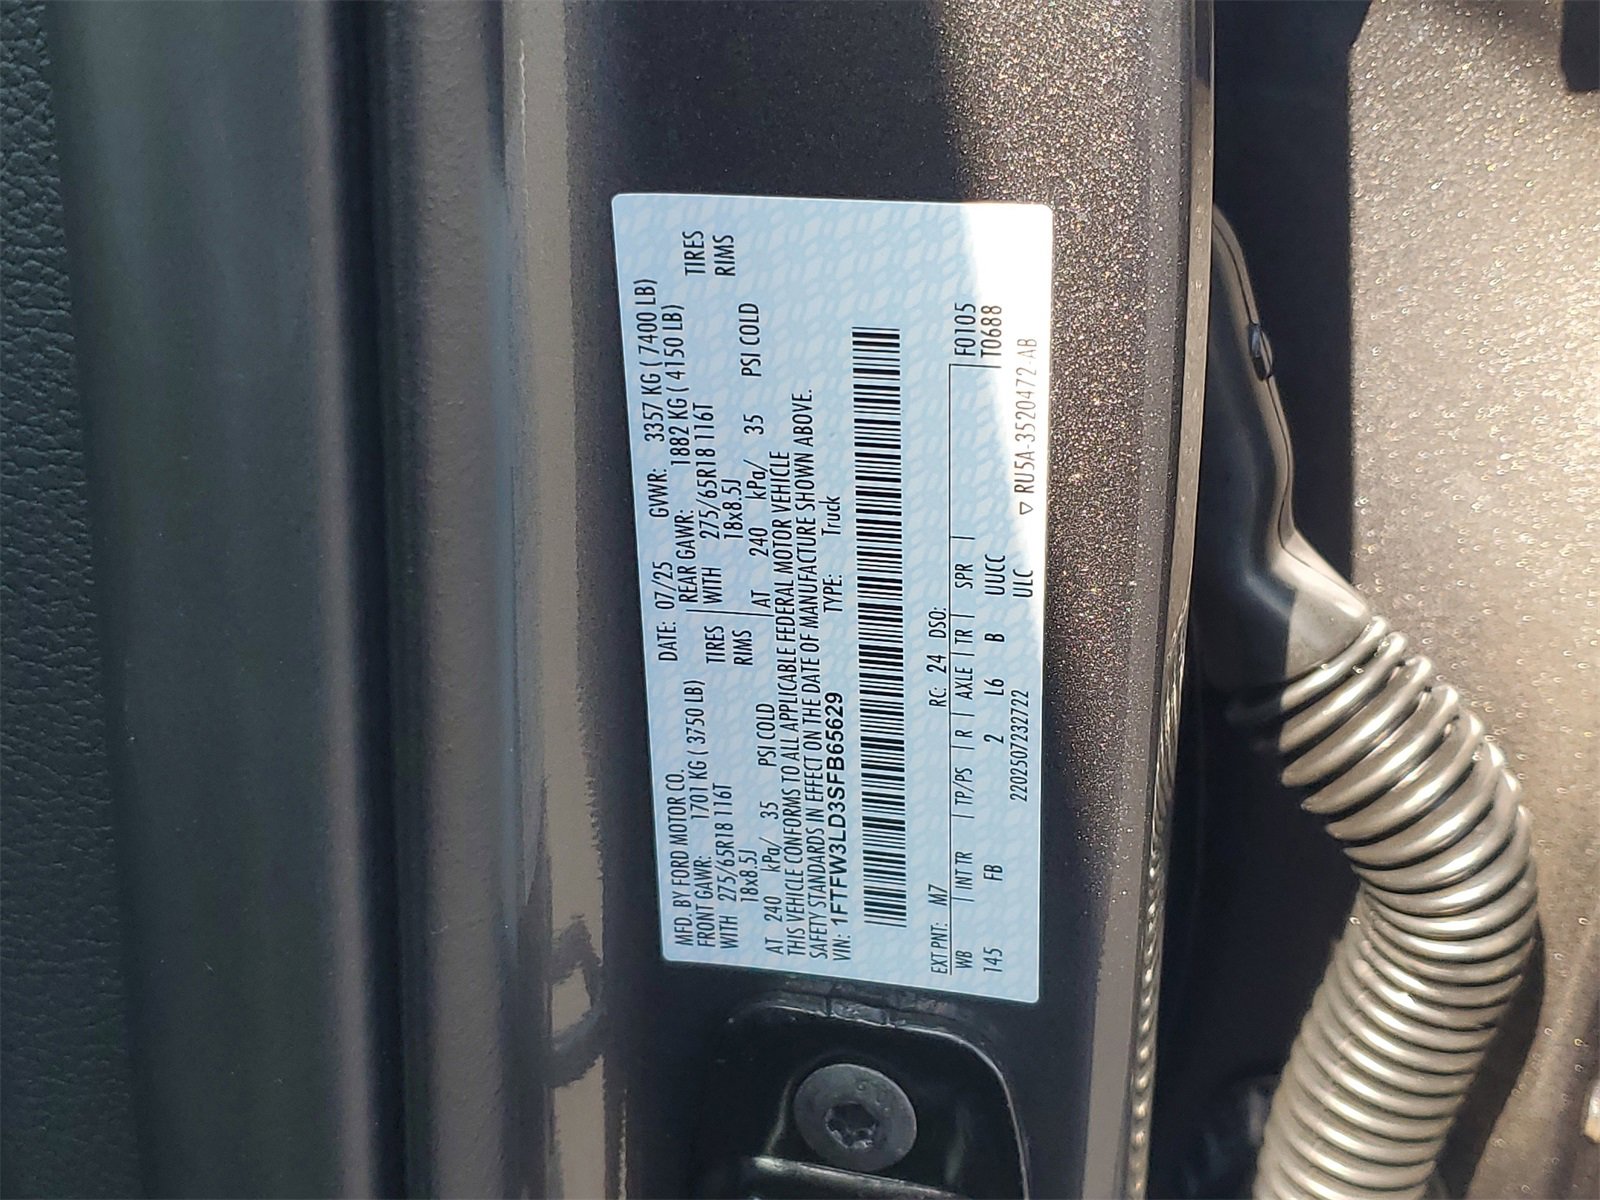 MFD. BY FORD MOTOR CO.
DATE: 07/25 GVWR: 3357 KG ( 7400 LB)
FRONT GAWR: 1701 KG ( 3750 LB) REAR GAWR: 1882 KG ( 4150 LB)
WITH 275/65R18 116T TIRES WITH 275/65R18 116T TIRES
18x8.5J RIMS 18x8.5J RIMS
AT 240 kPa/ 35 PSI COLD AT 240 kPa/ 35 PSI COLD
THIS VEHICLE CONFORMS TO ALL APPLICABLE FEDERAL MOTOR VEHICLE
SAFETY STANDARDS IN EFFECT ON THE DATE OF MANUFACTURE SHOWN ABOVE.
VIN: 1FTFW3LD3SFB65629 TYPE: Truck
EXT PNT: M7 RC: 24 DSO:
WB INT TR TP/PS R AXLE TR SPR F0105
145 FB 2 L6 B UUCC T0688
220250723272​2 ULC ▽ RU5A-3520472-AB